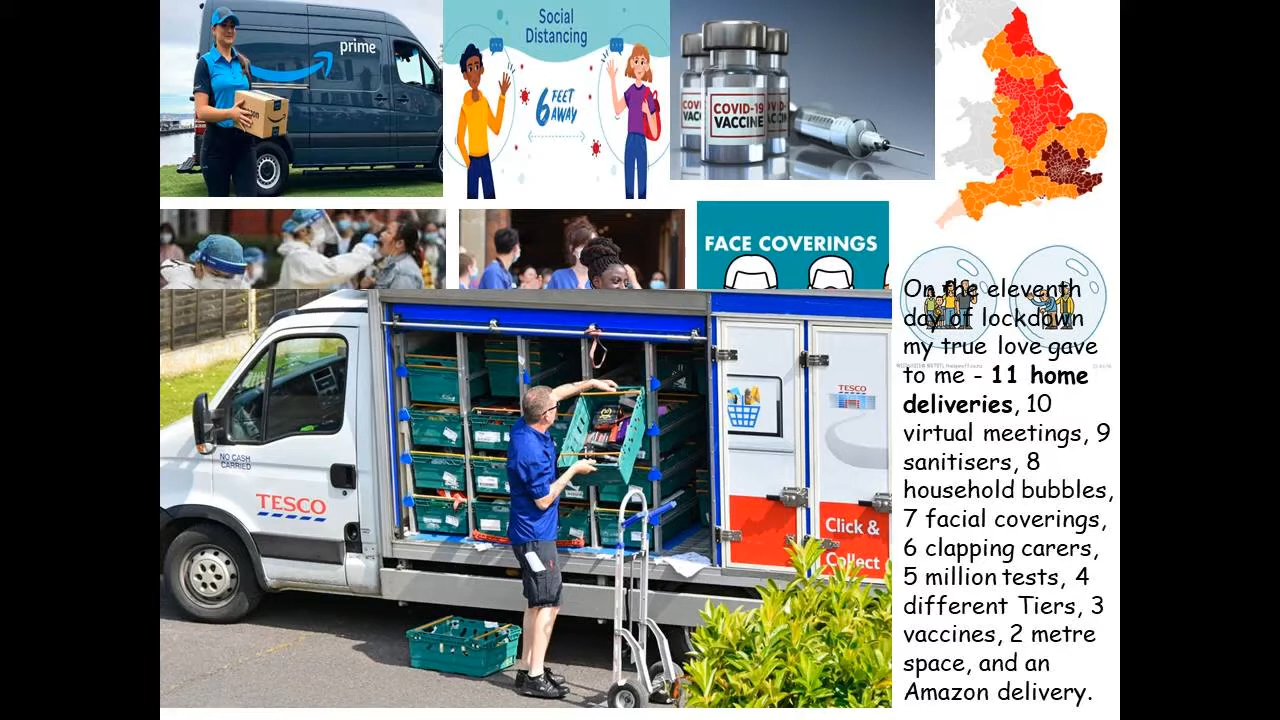 prime
Social
Distancing
6 FEET
AWAY
COVID-19
VACCINE
FACE COVERINGS
On the eleventh
day of lockdown
my true love gave
to me - 11 home
deliveries, 10
virtual meetings, 9
sanitisers, 8
household bubbles,
7 facial coverings,
6 clapping carers,
5 million tests, 4
different Tiers, 3
vaccines, 2 metre
space, and an
Amazon delivery.
NO CASH
CARRIED
TESCO
TESCO
Click &
Collect